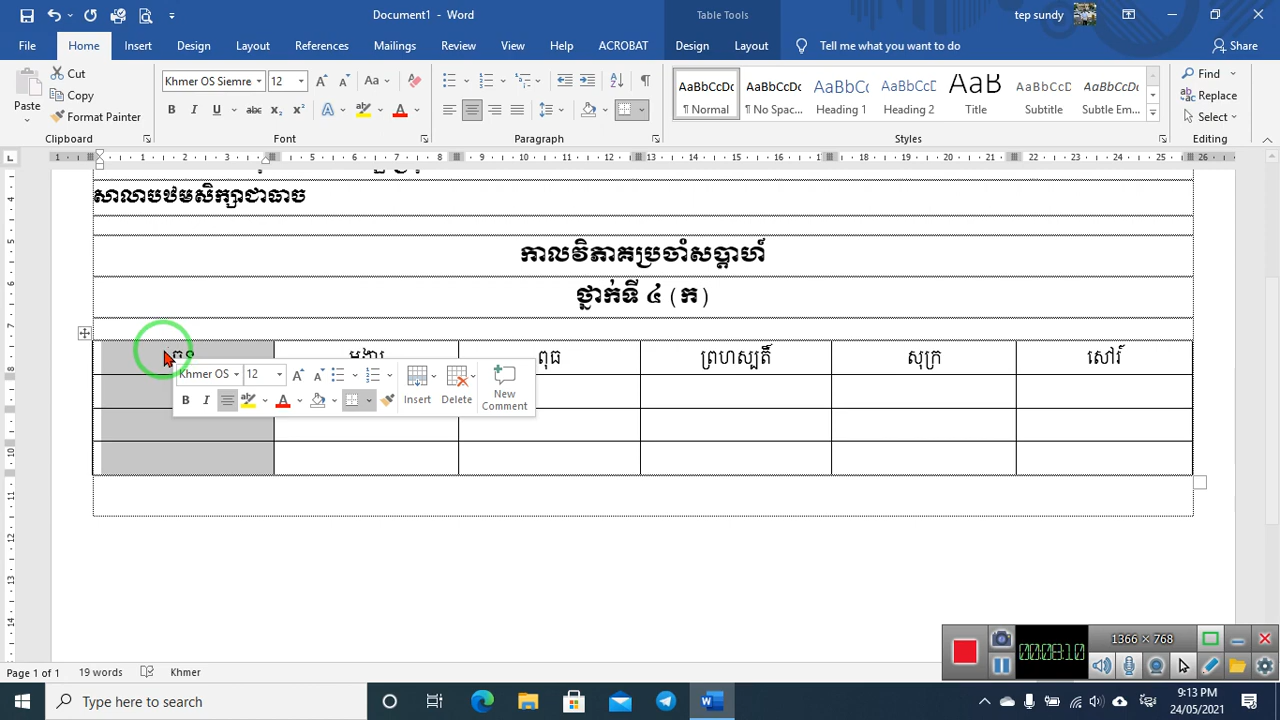 Document1 - Word
Table Tools
tep sundy
File Home Insert Design Layout References Mailings Review View Help ACROBAT Design Layout Tell me what you want to do Share
Paste Cut Copy Format Painter
Khmer OS Siemre 12
AaBbCcDc AaBbCcDc AaBbCc AaBbCcD AaB AaBbCcD AaBbCcDc
¶ Normal ¶ No Spac... Heading 1 Heading 2 Title Subtitle Subtle Em...
Find Replace Select
Clipboard Font Paragraph Styles Editing
សាលាបឋមសិក្សាជាធាច
កាលវិភាគប្រចាំសប្តាហ៍
ថ្នាក់ទី ៤ (ក)
ពុធ ព្រហស្បតិ៍ សុក្រ សៅរ៍
Khmer OS 12
B I Insert Delete New Comment
1366 × 768
00:08:10
Page 1 of 1 19 words Khmer
Type here to search
9:13 PM
24/05/2021